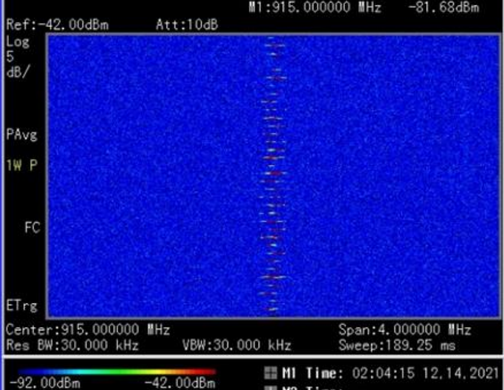 M1:915.000000 MHz -81.68dBm
Ref:-42.00dBm Att:10dB
Log
5
dB/
PAvg
1W P
FC
ETrg
Center:915.000000 MHz Span:4.000000 MHz
Res BW:30.000 kHz VBW:30.000 kHz Sweep:189.25 ms
-92.00dBm -42.00dBm M1 Time: 02:04:15 12,14,2021